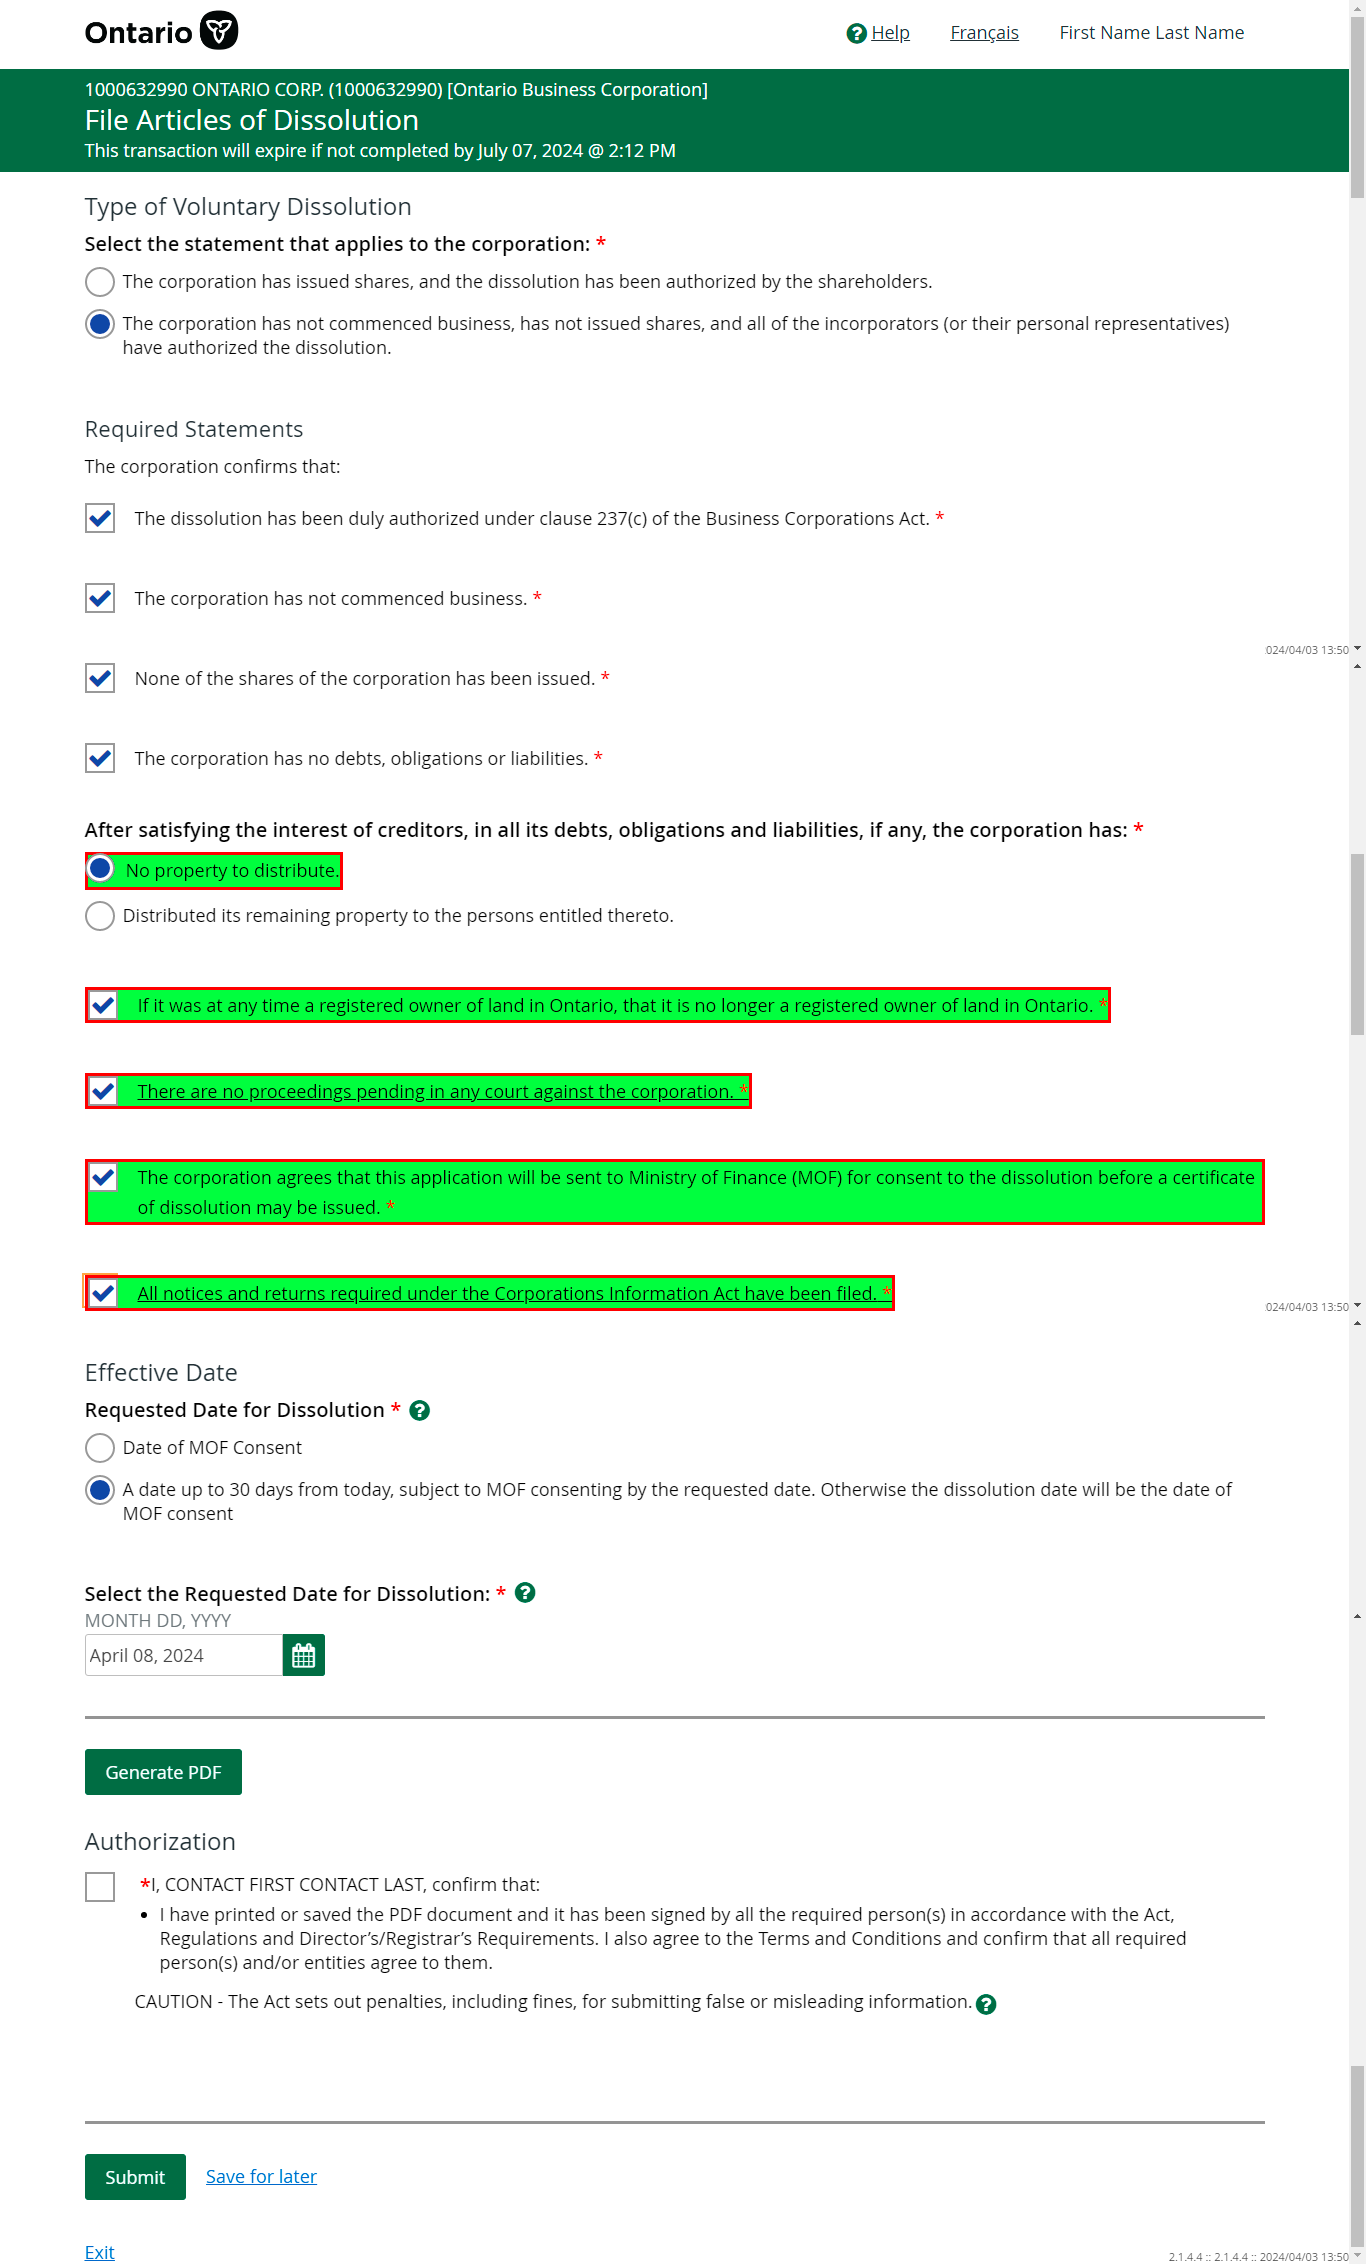 Ontario
Help Français First Name Last Name
1000632990 ONTARIO CORP. (1000632990) [Ontario Business Corporation]
File Articles of Dissolution
This transaction will expire if not completed by July 07, 2024 @ 2:12 PM
Type of Voluntary Dissolution
Select the statement that applies to the corporation: *
The corporation has issued shares, and the dissolution has been authorized by the shareholders.
The corporation has not commenced business, has not issued shares, and all of the incorporators (or their personal representatives)
have authorized the dissolution.
Required Statements
The corporation confirms that:
The dissolution has been duly authorized under clause 237(c) of the Business Corporations Act. *
The corporation has not commenced business. *
024/04/03 13:50
None of the shares of the corporation has been issued. *
The corporation has no debts, obligations or liabilities. *
After satisfying the interest of creditors, in all its debts, obligations and liabilities, if any, the corporation has: *
No property to distribute.
Distributed its remaining property to the persons entitled thereto.
If it was at any time a registered owner of land in Ontario, that it is no longer a registered owner of land in Ontario. *
There are no proceedings pending in any court against the corporation. *
The corporation agrees that this application will be sent to Ministry of Finance (MOF) for consent to the dissolution before a certificate
of dissolution may be issued. *
All notices and returns required under the Corporations Information Act have been filed. *
024/04/03 13:50
Effective Date
Requested Date for Dissolution * ?
Date of MOF Consent
A date up to 30 days from today, subject to MOF consenting by the requested date. Otherwise the dissolution date will be the date of
MOF consent
Select the Requested Date for Dissolution: * ?
MONTH DD, YYYY
April 08, 2024
Generate PDF
Authorization
*I, CONTACT FIRST CONTACT LAST, confirm that:
• I have printed or saved the PDF document and it has been signed by all the required person(s) in accordance with the Act,
Regulations and Director's/Registrar's Requirements. I also agree to the Terms and Conditions and confirm that all required
person(s) and/or entities agree to them.
CAUTION - The Act sets out penalties, including fines, for submitting false or misleading information. ?
Submit Save for later
Exit
2.1.4.4 :: 2.1.4.4 :: 2024/04/03 13:50